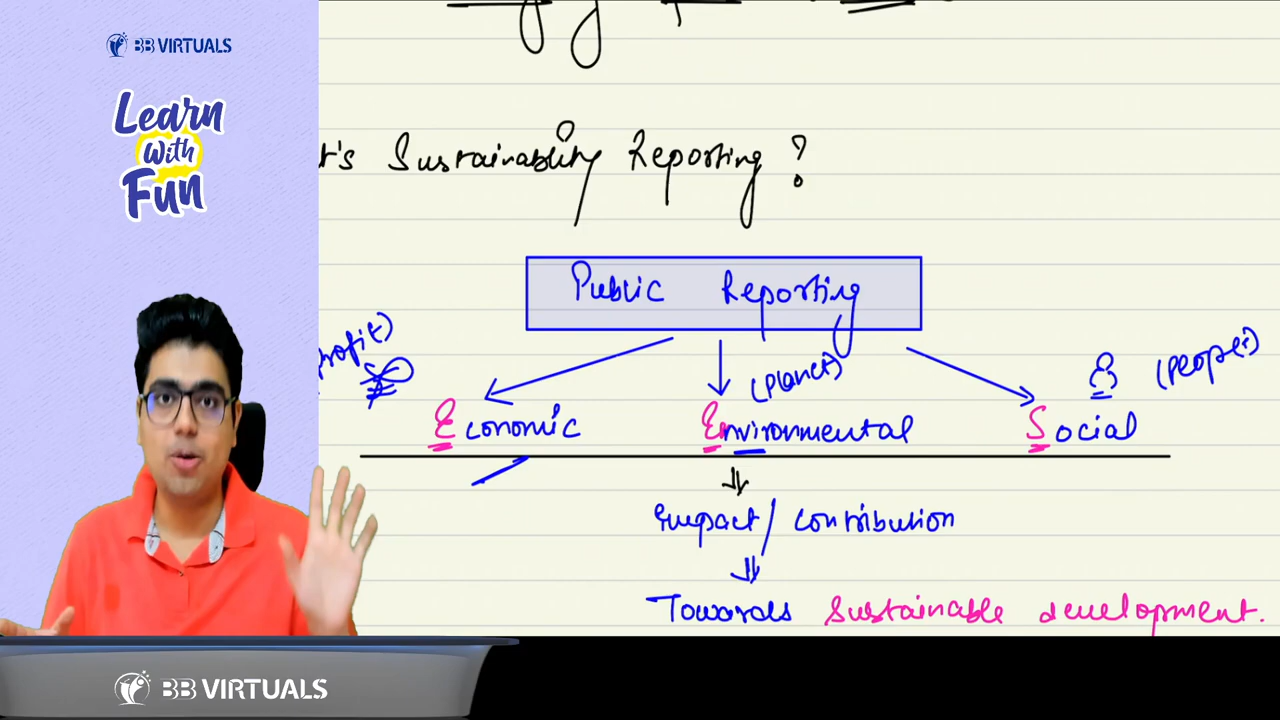 BB VIRTUALS
Learn
With
Fun
t's Sustainability Reporting ?
Public Reporting
(Planet)
(People)
Economic Environmental Social
Impact / Contribution
Towards Sustainable development.
BB VIRTUALS